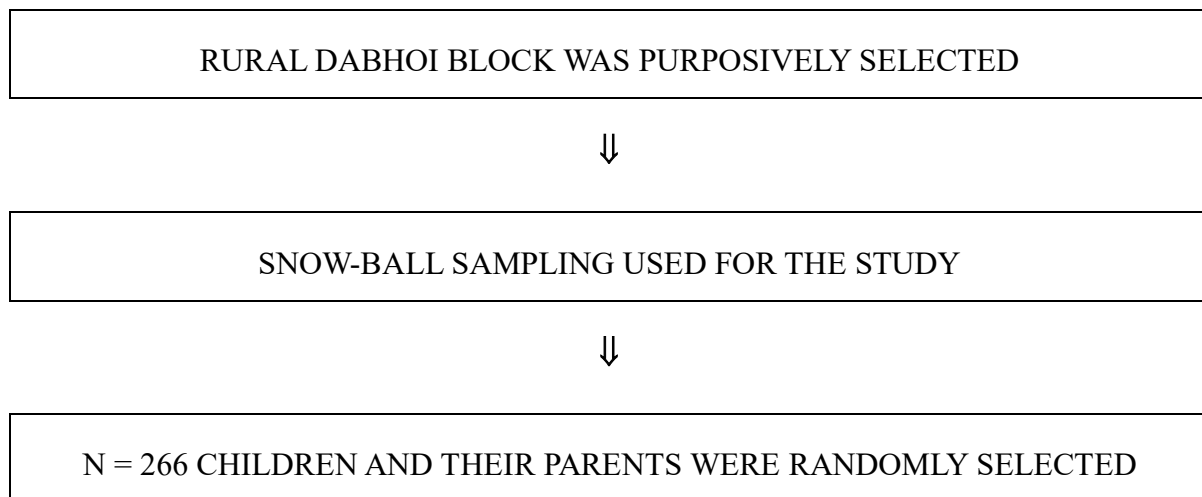 RURAL DABHOI BLOCK WAS PURPOSIVELY SELECTED
⇓
SNOW-BALL SAMPLING USED FOR THE STUDY
⇓
N = 266 CHILDREN AND THEIR PARENTS WERE RANDOMLY SELECTED